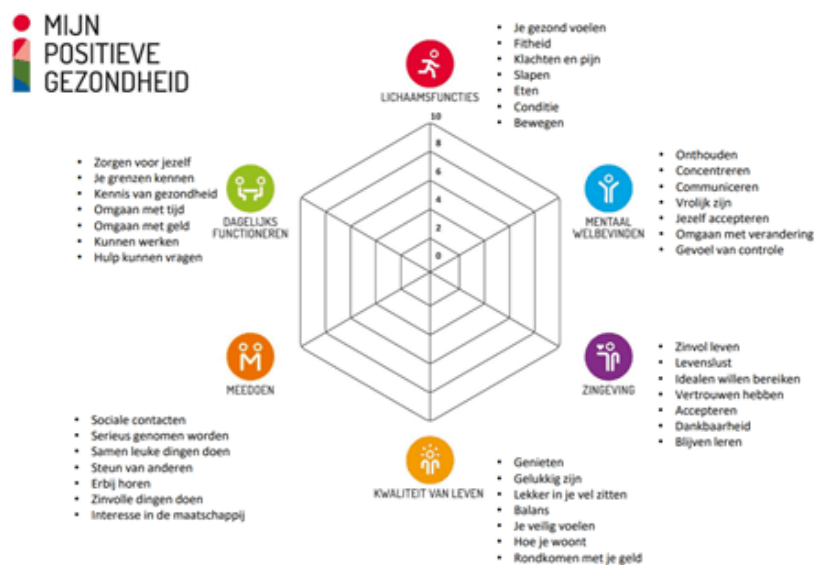 MIJN
POSITIEVE
GEZONDHEID
• Je gezond voelen
• Fitheid
• Klachten en pijn
• Slapen
• Eten
• Conditie
• Bewegen
LICHAAMSFUNCTIES
10
8
6
4
2
0
• Onthouden
• Concentreren
• Communiceren
• Vrolijk zijn
• Jezelf accepteren
• Omgaan met verandering
• Gevoel van controle
MENTAAL
WELBEVINDEN
• Zinvol leven
• Levenslust
• Idealen willen bereiken
• Vertrouwen hebben
• Accepteren
• Dankbaarheid
• Blijven leren
ZINGEVING
• Genieten
• Gelukkig zijn
• Lekker in je vel zitten
• Balans
• Je veilig voelen
• Hoe je woont
• Rondkomen met je geld
KWALITEIT VAN LEVEN
• Sociale contacten
• Serieus genomen worden
• Samen leuke dingen doen
• Steun van anderen
• Erbij horen
• Zinvolle dingen doen
• Interesse in de maatschappij
MEEDOEN
• Zorgen voor jezelf
• Je grenzen kennen
• Kennis van gezondheid
• Omgaan met tijd
• Omgaan met geld
• Kunnen werken
• Hulp kunnen vragen
DAGELIJKS
FUNCTIONEREN